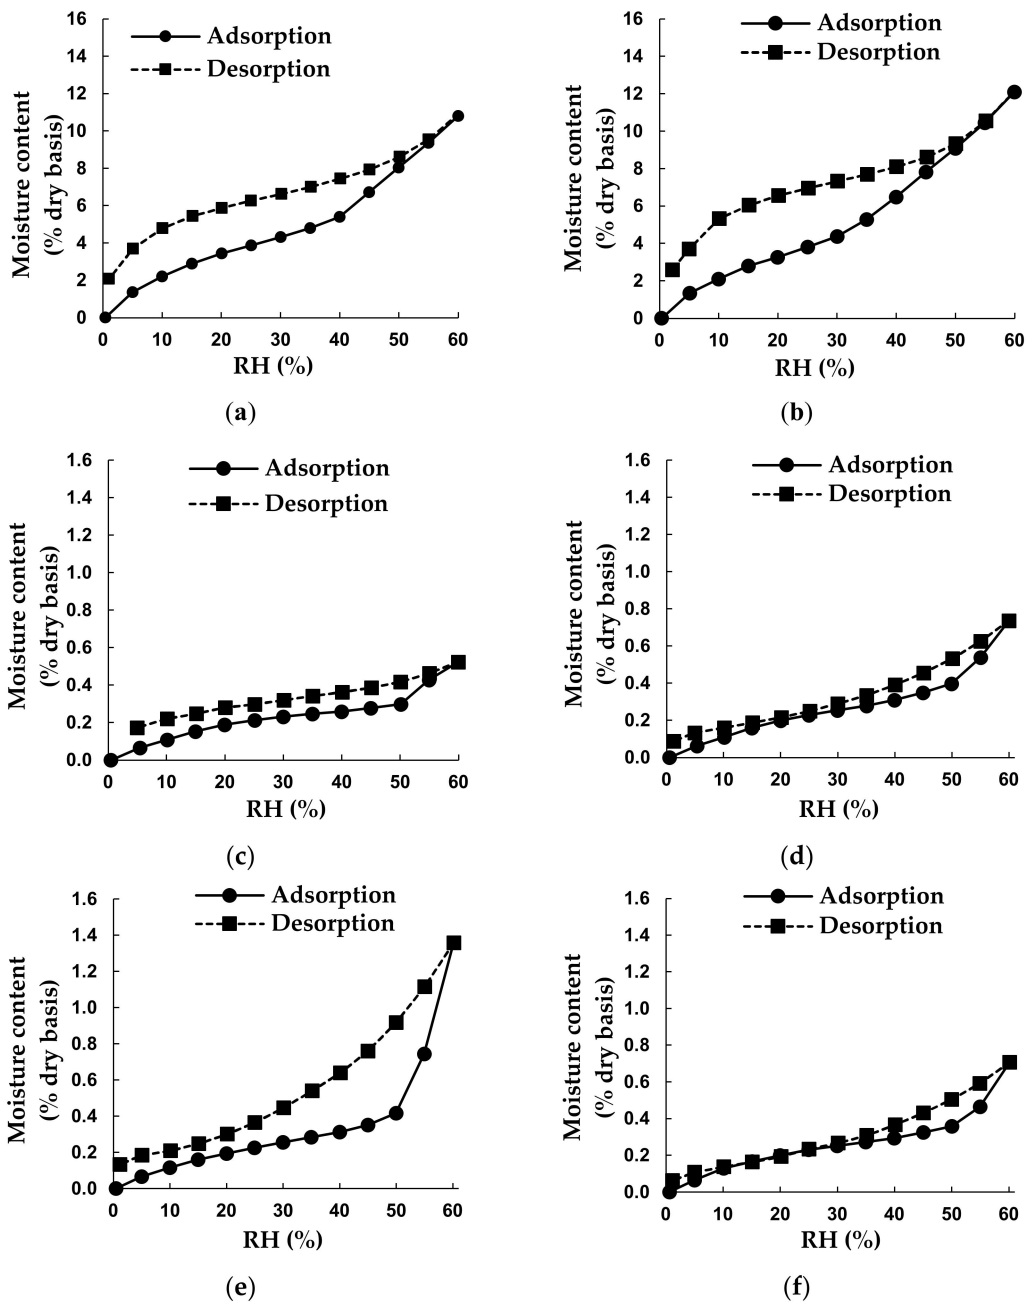 16
14
12
10
8
6
4
2
0
Moisture content
(% dry basis)
Adsorption
Desorption
0 10 20 30 40 50 60
RH (%)
(a)
16
14
12
10
8
6
4
2
0
Moisture content
(% dry basis)
Adsorption
Desorption
0 10 20 30 40 50 60
RH (%)
(b)
1.6
1.4
1.2
1.0
0.8
0.6
0.4
0.2
0.0
Moisture content
(% dry basis)
Adsorption
Desorption
0 10 20 30 40 50 60
RH (%)
(c)
1.6
1.4
1.2
1.0
0.8
0.6
0.4
0.2
0.0
Moisture content
(% dry basis)
Adsorption
Desorption
0 10 20 30 40 50 60
RH (%)
(d)
1.6
1.4
1.2
1.0
0.8
0.6
0.4
0.2
0.0
Moisture content
(% dry basis)
Adsorption
Desorption
0 10 20 30 40 50 60
RH (%)
(e)
1.6
1.4
1.2
1.0
0.8
0.6
0.4
0.2
0.0
Moisture content
(% dry basis)
Adsorption
Desorption
0 10 20 30 40 50 60
RH (%)
(f)